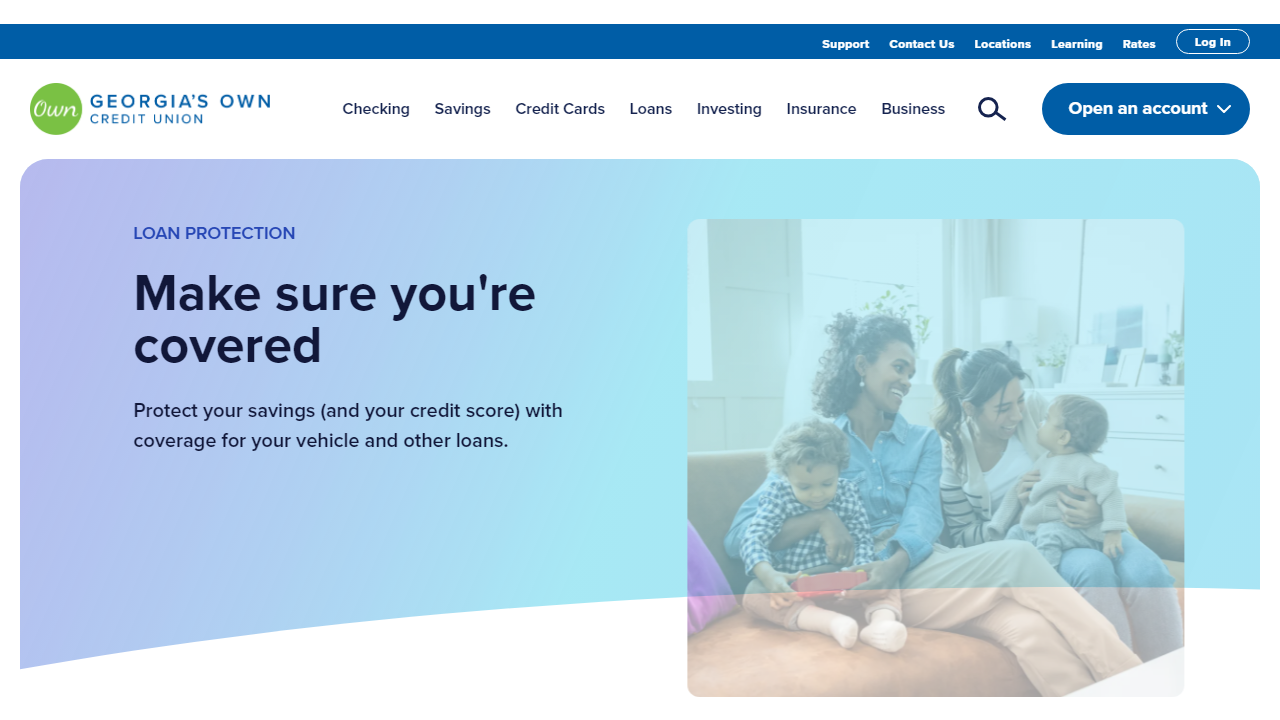 Support Contact Us Locations Learning Rates Log In
Own GEORGIA'S OWN
CREDIT UNION
Checking Savings Credit Cards Loans Investing Insurance Business
Open an account
LOAN PROTECTION
Make sure you're
covered
Protect your savings (and your credit score) with
coverage for your vehicle and other loans.